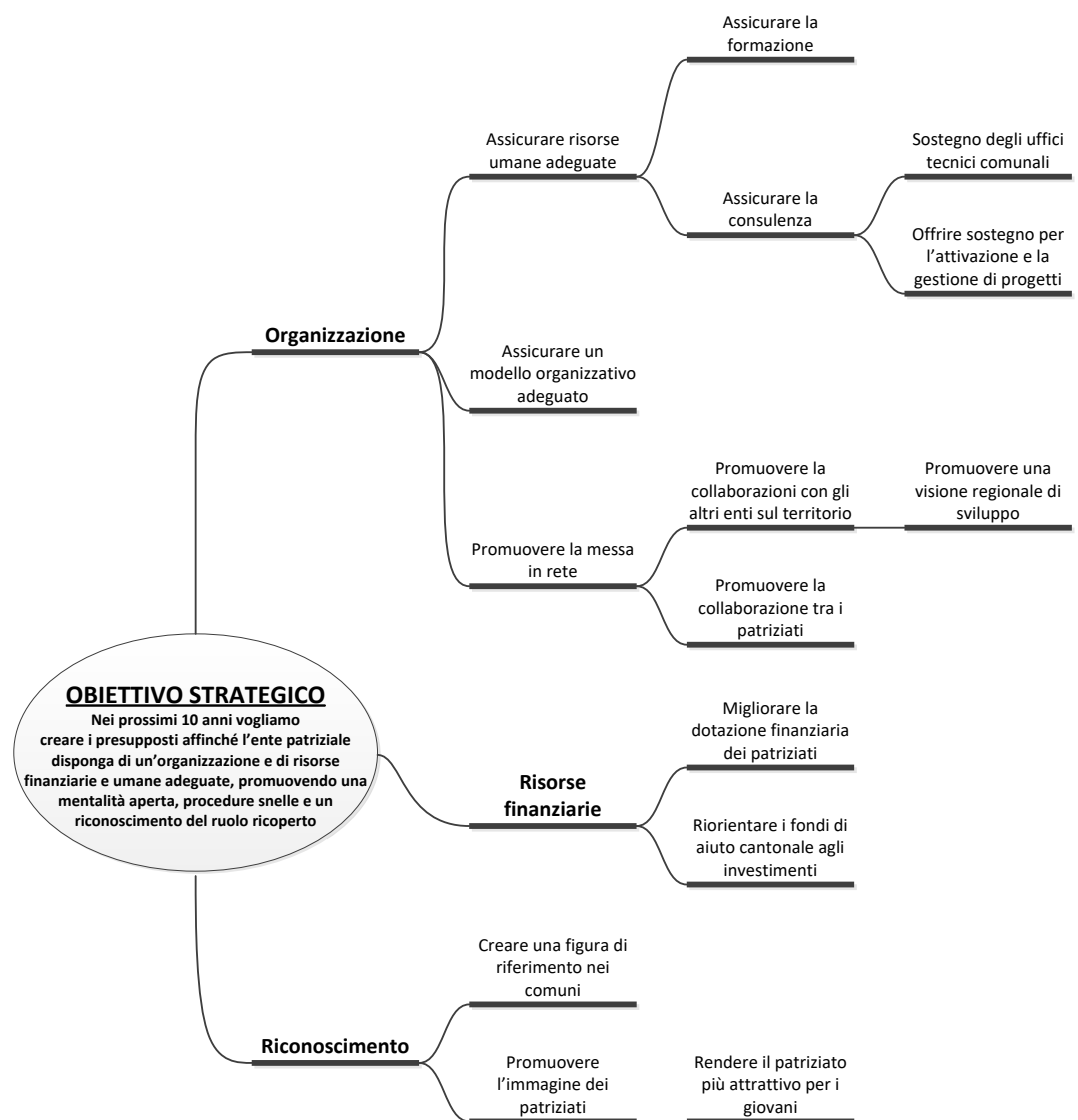 Assicurare la
formazione
Assicurare risorse
umane adeguate
Sostegno degli uffici
tecnici comunali
Assicurare la
consulenza
Offrire sostegno per
l'attivazione e la
gestione di progetti
Organizzazione
Assicurare un
modello organizzativo
adeguato
Promuovere la
collaborazioni con gli
altri enti sul territorio
Promuovere una
visione regionale di
sviluppo
Promuovere la messa
in rete
Promuovere la
collaborazione tra i
patriziati
OBIETTIVO STRATEGICO
Nei prossimi 10 anni vogliamo
creare i presupposti affinché l'ente patriziale
disponga di un'organizzazione e di risorse
finanziarie e umane adeguate, promuovendo una
mentalità aperta, procedure snelle e un
riconoscimento del ruolo ricoperto
Migliorare la
dotazione finanziaria
dei patriziati
Risorse
finanziarie
Riorientare i fondi di
aiuto cantonale agli
investimenti
Creare una figura di
riferimento nei
comuni
Riconoscimento
Promuovere
l'immagine dei
patriziati
Rendere il patriziato
più attrattivo per i
giovani